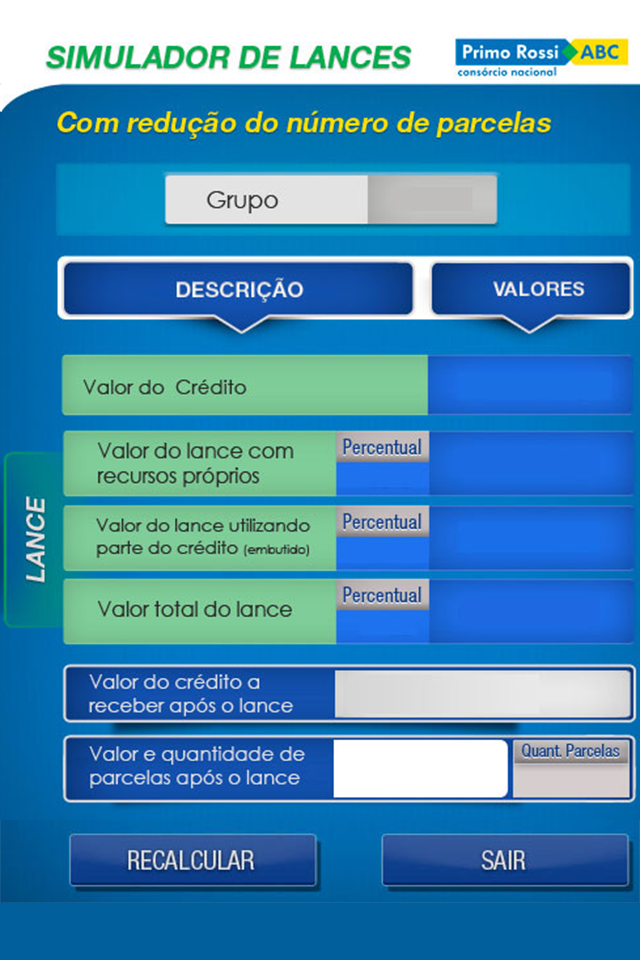 SIMULADOR DE LANCES
Primo Rossi ABC
consórcio nacional
Com redução do número de parcelas
Grupo
DESCRIÇÃO
VALORES
Valor do Crédito
LANCE
Valor do lance com
recursos próprios
Percentual
Valor do lance utilizando
parte do crédito (embutido)
Percentual
Valor total do lance
Percentual
Valor do crédito a
receber após o lance
Valor e quantidade de
parcelas após o lance
Quant. Parcelas
RECALCULAR
SAIR